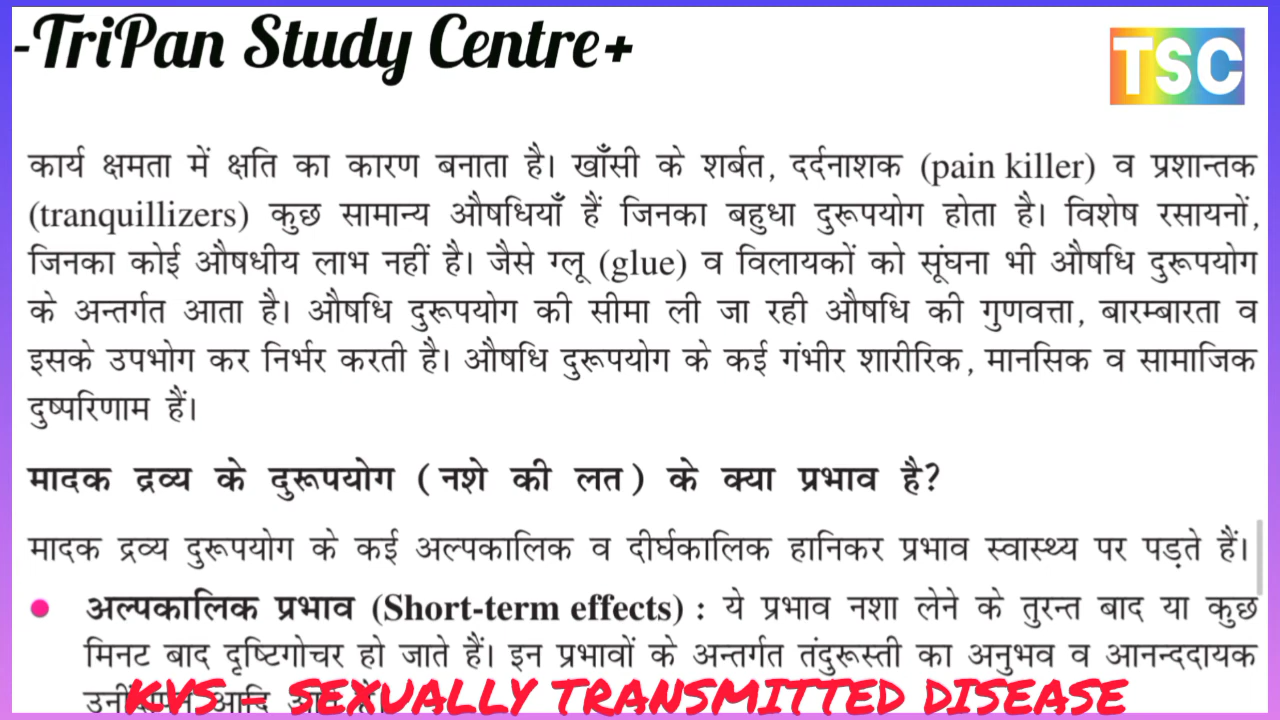 -TriPan Study Centre+
TSC
कार्य क्षमता में क्षति का कारण बनाता है। खाँसी के शर्बत, दर्दनाशक (pain killer) व प्रशान्तक
(tranquillizers) कुछ सामान्य औषधियाँ हैं जिनका बहुधा दुरूपयोग होता है। विशेष रसायनों,
जिनका कोई औषधीय लाभ नहीं है। जैसे ग्लू (glue) व विलायकों को सूंघना भी औषधि दुरूपयोग
के अन्तर्गत आता है। औषधि दुरूपयोग की सीमा ली जा रही औषधि की गुणवत्ता, बारम्बारता व
इसके उपभोग कर निर्भर करती है। औषधि दुरूपयोग के कई गंभीर शारीरिक, मानसिक व सामाजिक
दुष्परिणाम हैं।
मादक द्रव्य के दुरूपयोग (नशे की लत) के क्या प्रभाव है?
मादक द्रव्य दुरूपयोग के कई अल्पकालिक व दीर्घकालिक हानिकर प्रभाव स्वास्थ्य पर पड़ते हैं।
• अल्पकालिक प्रभाव (Short-term effects) : ये प्रभाव नशा लेने के तुरन्त बाद या कुछ
मिनट बाद दृष्टिगोचर हो जाते हैं। इन प्रभावों के अन्तर्गत तंदुरूस्ती का अनुभव व आनन्ददायक
आदि
KVS - SEXUALLY TRANSMITTED DISEASE